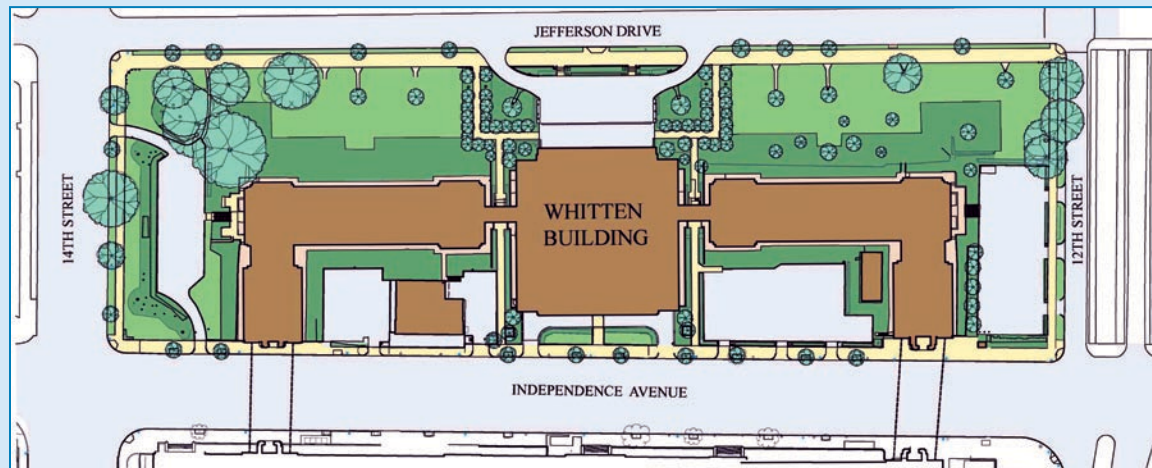 JEFFERSON DRIVE
14TH STREET
WHITTEN
BUILDING
12TH STREET
INDEPENDENCE AVENUE